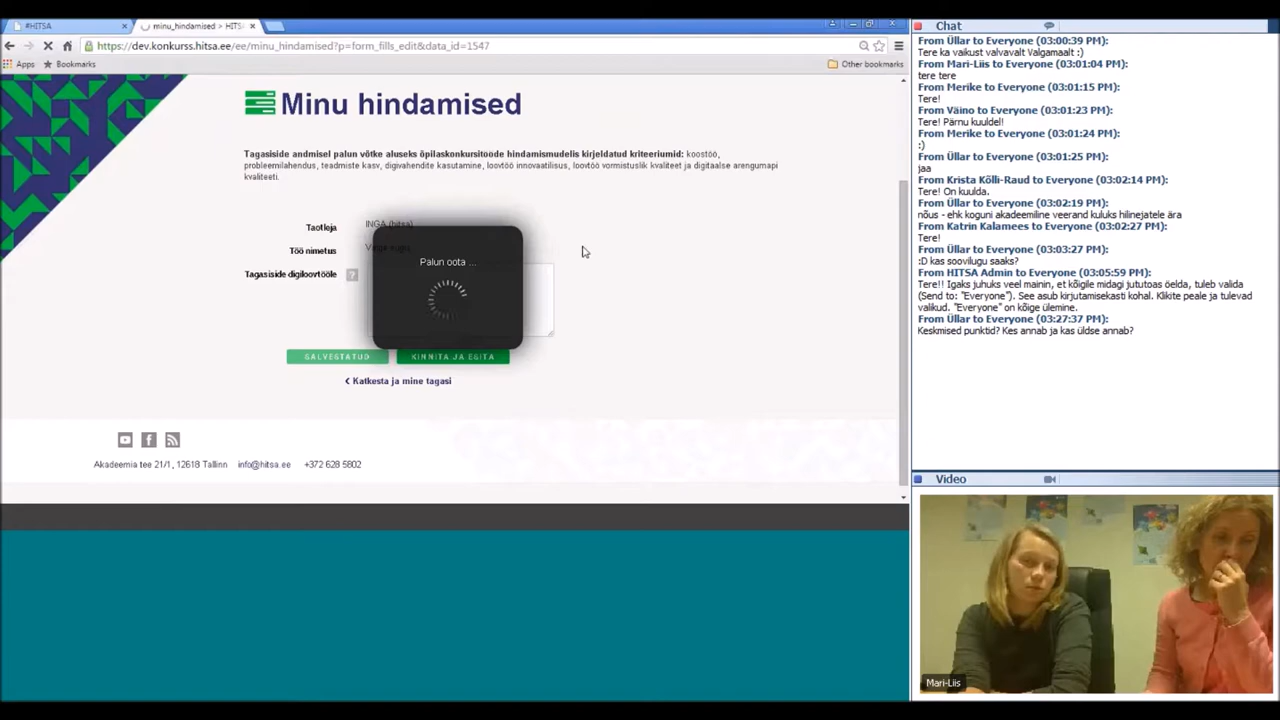 #HITSA
minu_hindamised > HITS
https://dev.konkurss.hitsa.ee/ee/minu_hindamised?p=form_fills_edit&data_id=1547
Apps Bookmarks Other bookmarks
Minu hindamised
Tagasiside andmisel palun võtke aluseks õpilaskonkursitööde hindamismudelis kirjeldatud kriteeriumid: koostöö,
probleemilahendus, teadmiste kasv, digivahendite kasutamine, loovtöö innovaatilisus, loovtöö vormistuslik kvaliteet ja digitaalse arengumapi
kvaliteeti.
Taotleja INGA (hitsa)
Töö nimetus
Tagasiside digiloovtööle ?
Palun oota ...
SALVESTATUD KINNITA JA ESITA
Katkesta ja mine tagasi
Akadeemia tee 21/1, 12618 Tallinn info@hitsa.ee +372 628 5802
Chat
From Üllar to Everyone (03:00:39 PM):
Tere ka vaikust valvavalt Valgamaalt :)
From Mari-Liis to Everyone (03:01:04 PM):
tere tere
From Merike to Everyone (03:01:15 PM):
Tere!
From Väino to Everyone (03:01:23 PM):
Tere! Pärnu kuuldel!
From Merike to Everyone (03:01:24 PM):
:)
From Üllar to Everyone (03:01:25 PM):
jaa
From Krista Kõlli-Raud to Everyone (03:02:14 PM):
Tere! On kuulda.
From Üllar to Everyone (03:02:19 PM):
nõus - ehk koguni akadeemiline veerand kuluks hilinejatele ära
From Katrin Kalamees to Everyone (03:02:27 PM):
Tere!
From Üllar to Everyone (03:03:27 PM):
:D kas soovilugu saaks?
From HITSA Admin to Everyone (03:05:59 PM):
Tere!! Igaks juhuks veel mainin, et kõigile midagi jututoas öelda, tuleb valida
(Send to: "Everyone"). See asub kirjutamisekasti kohal. Klikite peale ja tulevad
valikud. "Everyone" on kõige ülemine.
From Üllar to Everyone (03:27:37 PM):
Keskmised punktid? Kes annab ja kas üldse annab?
Video
Mari-Liis